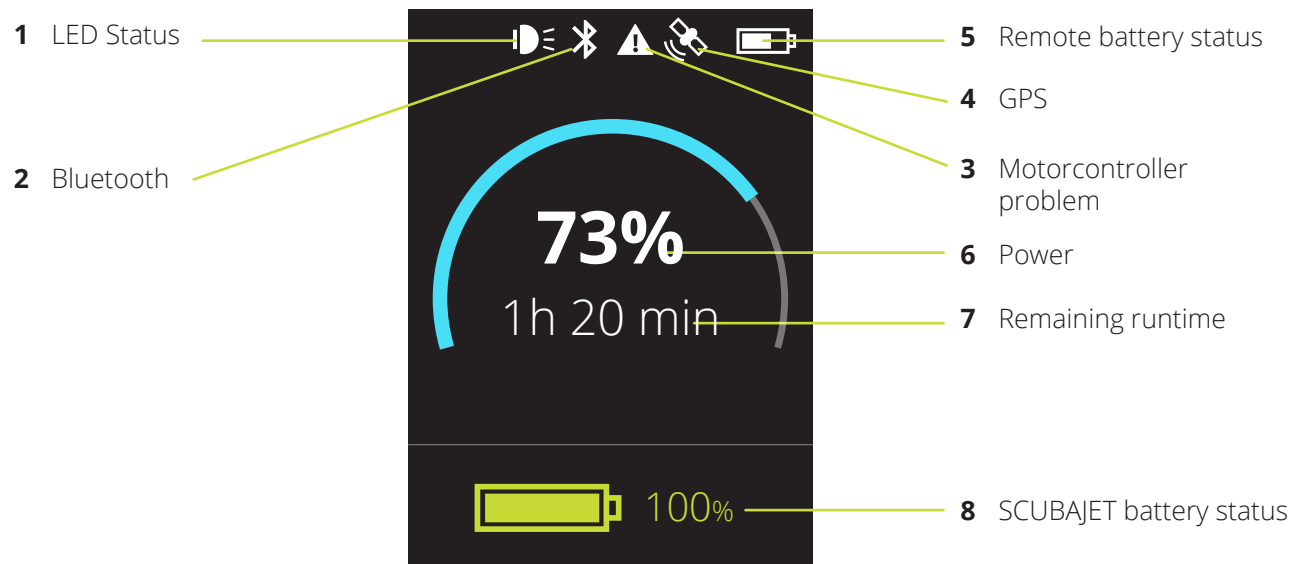 1 LED Status
2 Bluetooth
73%
1h 20 min
100%
5 Remote battery status
4 GPS
3 Motorcontroller
problem
6 Power
7 Remaining runtime
8 SCUBAJET battery status